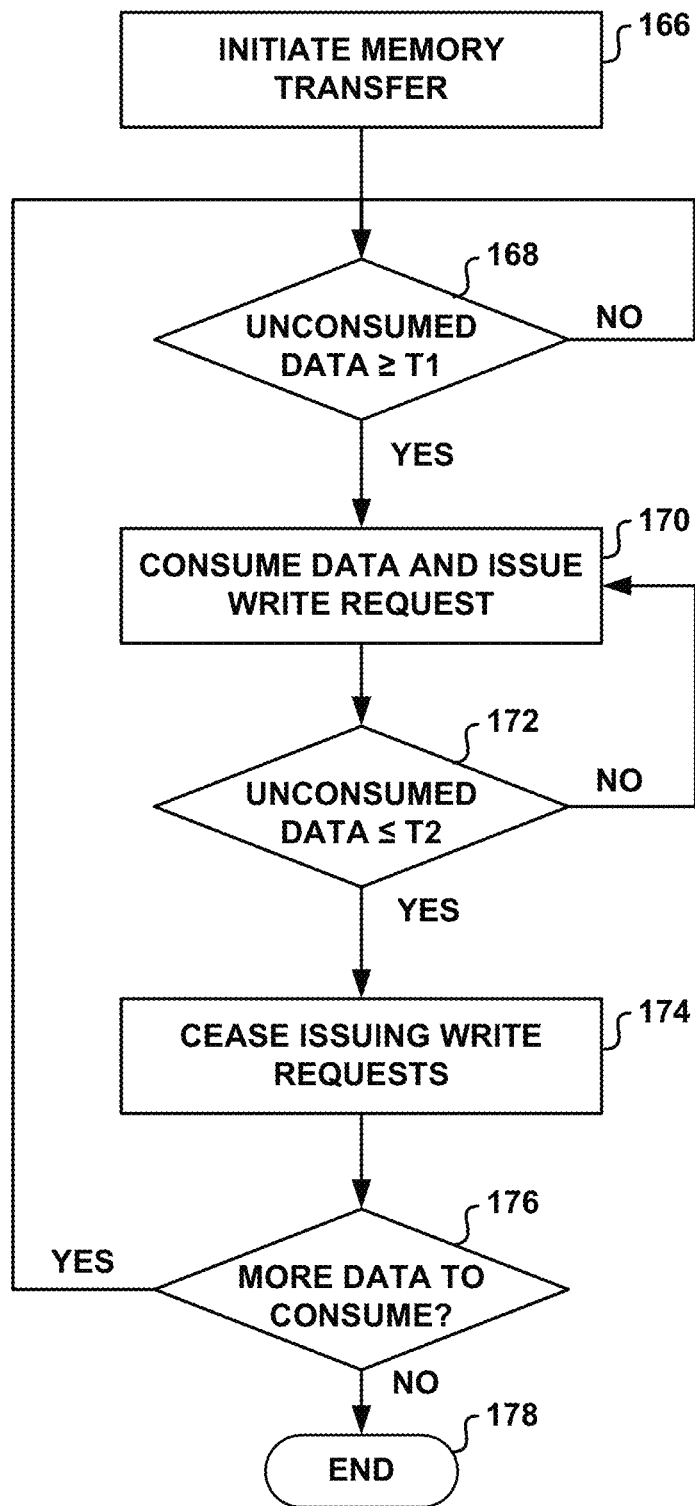 INITIATE MEMORY
TRANSFER
166
168
UNCONSUMED
DATA ≥ T1
NO
YES
170
CONSUME DATA AND ISSUE
WRITE REQUEST
172
UNCONSUMED
DATA ≤ T2
NO
YES
174
CEASE ISSUING WRITE
REQUESTS
176
YES
MORE DATA TO
CONSUME?
NO
178
END